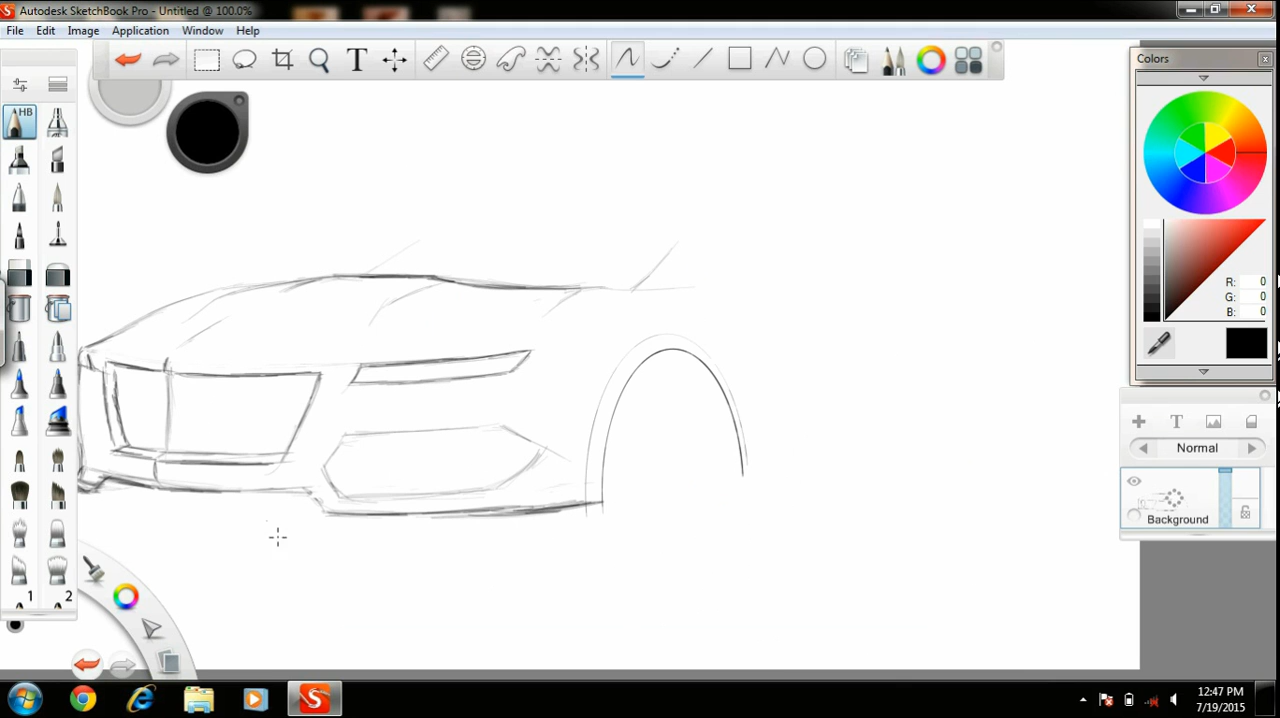 Autodesk SketchBook Pro - Untitled @ 100.0%
File Edit Image Application Window Help
T
HB
Colors
R: 0
G: 0
B: 0
T
Normal
Background
1 2
S
12:47 PM
7/19/2015